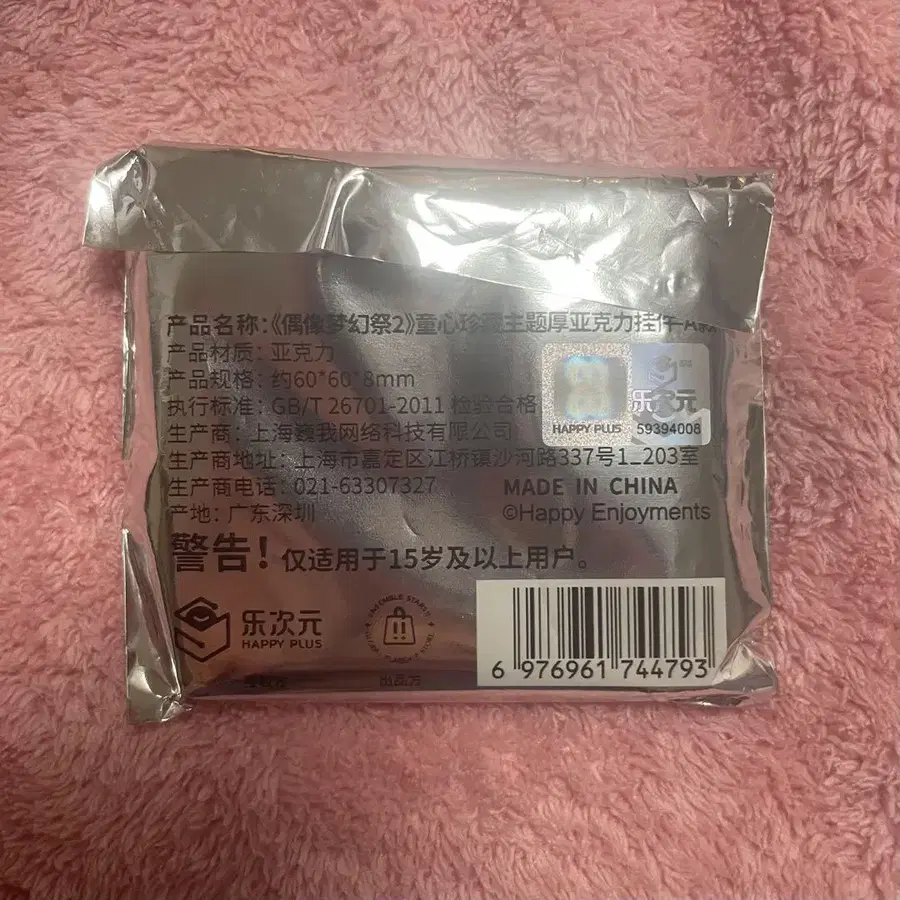 产品名称:《偶像梦幻祭2》童心珍藏主题厚亚克力挂件-A款
产品材质: 亚克力
产品规格: 约60*60*8mm
执行标准: GB/T 26701-2011 检验合格
生产商: 上海巍我网络科技有限公司
生产商地址: 上海市嘉定区江桥镇沙河路337号1_203室
生产商电话: 021-63307327
产地: 广东深圳
乐次元
HAPPY PLUS 59394008
MADE IN CHINA
©Happy Enjoyments
警告! 仅适用于15岁及以上用户。
乐次元
HAPPY PLUS
ENSEMBLE STARS!!
6 976961 744793
出品方